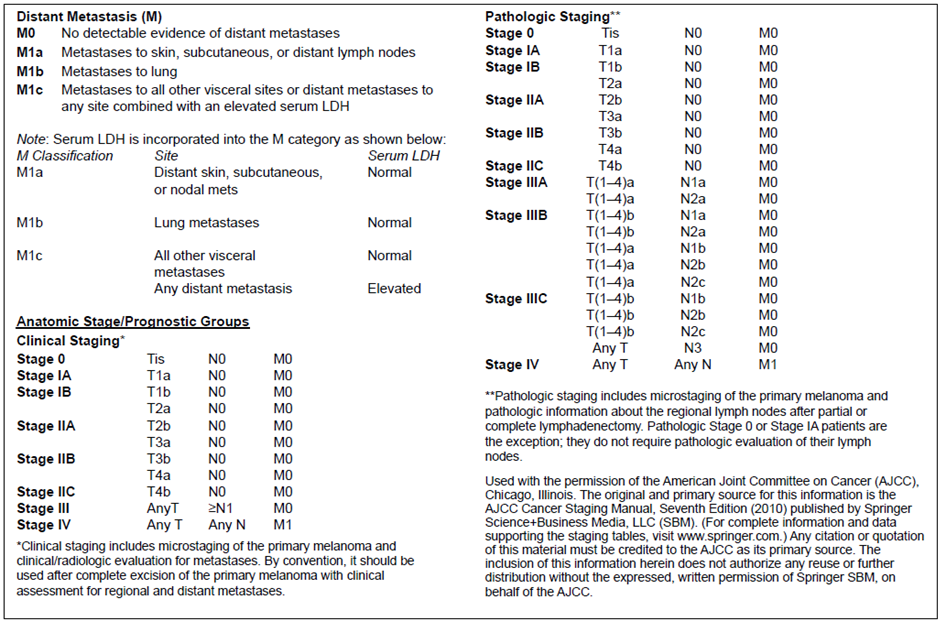 Distant Metastasis (M)
M0 No detectable evidence of distant metastases
M1a Metastases to skin, subcutaneous, or distant lymph nodes
M1b Metastases to lung
M1c Metastases to all other visceral sites or distant metastases to
any site combined with an elevated serum LDH
Note: Serum LDH is incorporated into the M category as shown below:
M Classification Site Serum LDH
M1a Distant skin, subcutaneous, Normal
or nodal mets
M1b Lung metastases Normal
M1c All other visceral Normal
metastases
Any distant metastasis Elevated
Anatomic Stage/Prognostic Groups
Clinical Staging*
Stage 0 Tis N0 M0
Stage IA T1a N0 M0
Stage IB T1b N0 M0
T2a N0 M0
Stage IIA T2b N0 M0
T3a N0 M0
Stage IIB T3b N0 M0
T4a N0 M0
Stage IIC T4b N0 M0
Stage III AnyT ≥N1 M0
Stage IV Any T Any N M1
*Clinical staging includes microstaging of the primary melanoma and
clinical/radiologic evaluation for metastases. By convention, it should be
used after complete excision of the primary melanoma with clinical
assessment for regional and distant metastases.
Pathologic Staging**
Stage 0 Tis N0 M0
Stage IA T1a N0 M0
Stage IB T1b N0 M0
T2a N0 M0
Stage IIA T2b N0 M0
T3a N0 M0
Stage IIB T3b N0 M0
T4a N0 M0
Stage IIC T4b N0 M0
Stage IIIA T(1–4)a N1a M0
T(1–4)a N2a M0
Stage IIIB T(1–4)b N1a M0
T(1–4)b N2a M0
T(1–4)a N1b M0
T(1–4)a N2b M0
T(1–4)a N2c M0
Stage IIIC T(1–4)b N1b M0
T(1–4)b N2b M0
T(1–4)b N2c M0
Any T N3 M0
Stage IV Any T Any N M1
**Pathologic staging includes microstaging of the primary melanoma and
pathologic information about the regional lymph nodes after partial or
complete lymphadenectomy. Pathologic Stage 0 or Stage IA patients are
the exception; they do not require pathologic evaluation of their lymph
nodes.
Used with the permission of the American Joint Committee on Cancer (AJCC),
Chicago, Illinois. The original and primary source for this information is the
AJCC Cancer Staging Manual, Seventh Edition (2010) published by Springer
Science+Business Media, LLC (SBM). (For complete information and data
supporting the staging tables, visit www.springer.com.) Any citation or quotation
of this material must be credited to the AJCC as its primary source. The
inclusion of this information herein does not authorize any reuse or further
distribution without the expressed, written permission of Springer SBM, on
behalf of the AJCC.